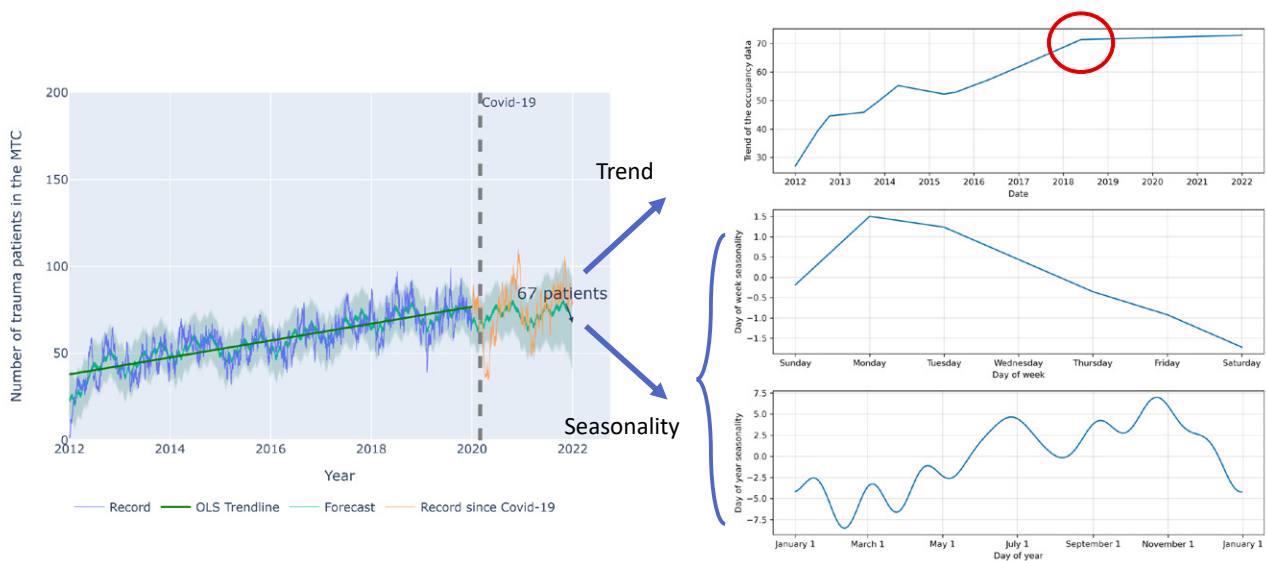 200
150
100
50
0
Number of trauma patients in the MTC
Covid-19
67 patients
2012 2014 2016 2018 2020 2022
Year
Record OLS Trendline Forecast Record since Covid-19
Trend
Seasonality
70
60
50
40
30
Trend of the occupancy data
2012 2013 2014 2015 2016 2017 2018 2019 2020 2021 2022
Date
1.5
1.0
0.5
0.0
−0.5
−1.0
−1.5
Day of week seasonality
Sunday Monday Tuesday Wednesday Thursday Friday Saturday
Day of week
7.5
5.0
2.5
0.0
−2.5
−5.0
−7.5
Day of year seasonality
January 1 March 1 May 1 July 1 September 1 November 1 January 1
Day of year